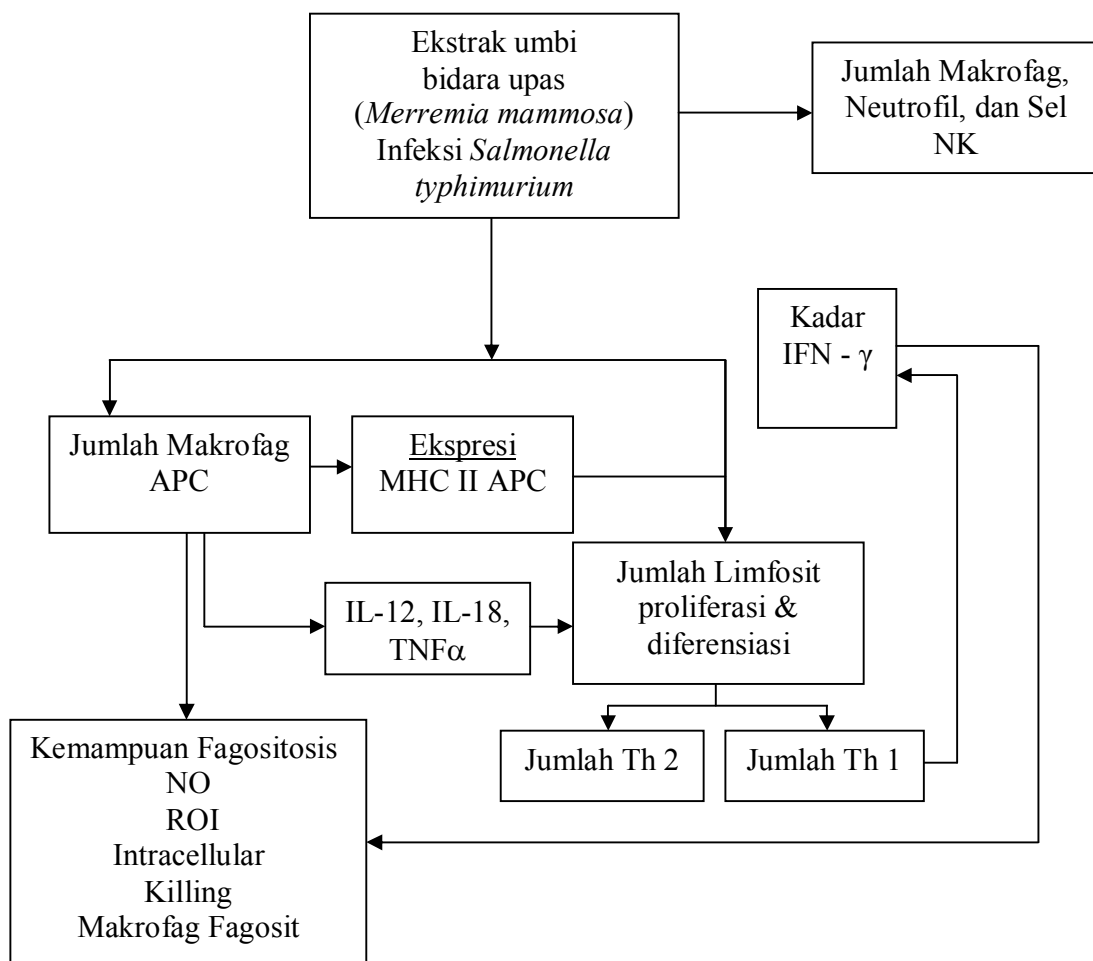 Ekstrak umbi
bidara upas
(Merremia mammosa)
Infeksi Salmonella
typhimurium
Jumlah Makrofag,
Neutrofil, dan Sel
NK
Kadar
IFN - γ
Jumlah Makrofag
APC
Ekspresi
MHC II APC
Jumlah Limfosit
proliferasi &
diferensiasi
IL-12, IL-18,
TNFα
Jumlah Th 2
Jumlah Th 1
Kemampuan Fagositosis
NO
ROI
Intracellular
Killing
Makrofag Fagosit